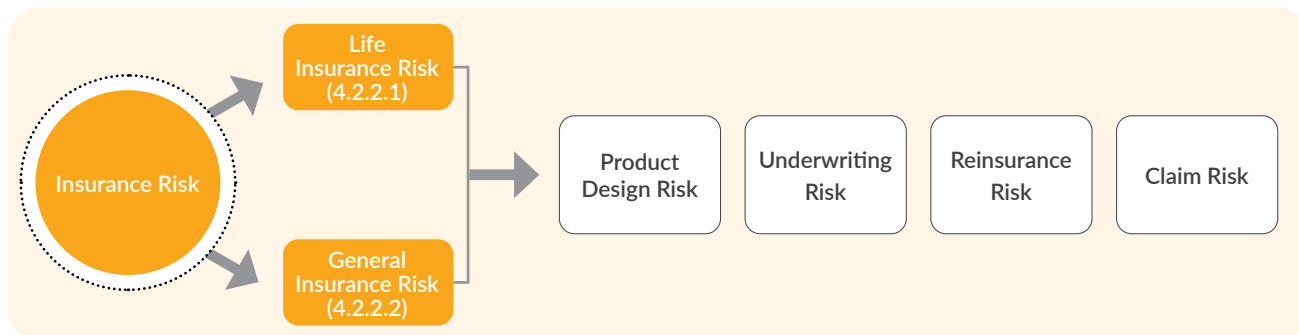 Insurance Risk
Life
Insurance Risk
(4.2.2.1)
General
Insurance Risk
(4.2.2.2)
Product
Design Risk
Underwriting
Risk
Reinsurance
Risk
Claim Risk